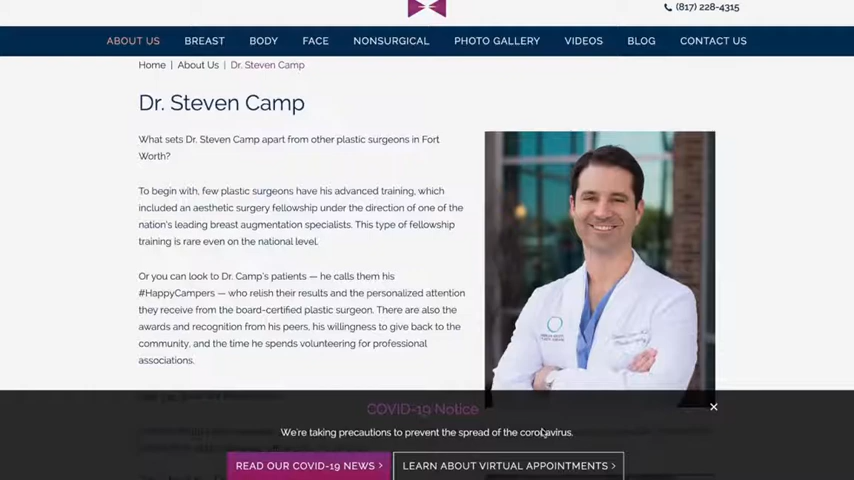 (817) 228-4315
ABOUT US BREAST BODY FACE NONSURGICAL PHOTO GALLERY VIDEOS BLOG CONTACT US
Home | About Us | Dr. Steven Camp
Dr. Steven Camp
What sets Dr. Steven Camp apart from other plastic surgeons in Fort
Worth?
To begin with, few plastic surgeons have his advanced training, which
included an aesthetic surgery fellowship under the direction of one of the
nation's leading breast augmentation specialists. This type of fellowship
training is rare even on the national level.
Or you can look to Dr. Camp's patients — he calls them his
#HappyCampers — who relish their results and the personalized attention
they receive from the board-certified plastic surgeon. There are also the
awards and recognition from his peers, his willingness to give back to the
community, and the time he spends volunteering for professional
associations.
COVID-19 Notice
We're taking precautions to prevent the spread of the coronavirus.
READ OUR COVID-19 NEWS >
LEARN ABOUT VIRTUAL APPOINTMENTS >